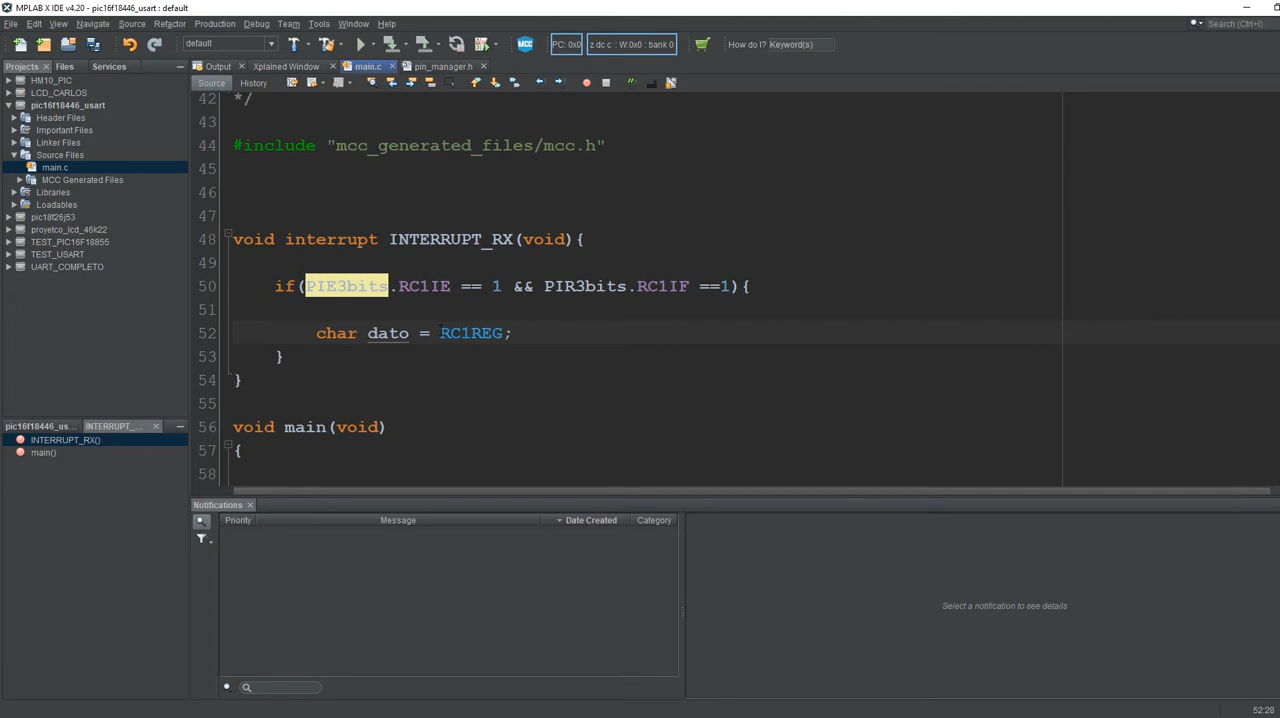 MPLAB X IDE v4.20 - pic16f18446_usart : default
File Edit View Navigate Source Refactor Production Debug Team Tools Window Help
Search (Ctrl+I)
default
PC: 0x0 z dc c : W:0x0 : bank 0 How do I? Keyword(s)
Projects Files Services
Output Xplained Window main.c pin_manager.h
HM10_PIC
LCD_CARLOS
pic16f18446_usart
Header Files
Important Files
Linker Files
Source Files
main.c
MCC Generated Files
Libraries
Loadables
pic18f26j53
proyetco_lcd_46k22
TEST_PIC16F18855
TEST_USART
UART_COMPLETO
Source History
42 */
43
44 #include "mcc_generated_files/mcc.h"
45
46
47
48 void interrupt INTERRUPT_RX(void){
49
50 if(PIE3bits.RC1IE == 1 && PIR3bits.RC1IF ==1){
51
52 char dato = RC1REG;
53 }
54 }
55
56 void main(void)
57 {
58
pic16f18446_us... INTERRUPT_...
INTERRUPT_RX()
main()
Notifications
Priority Message Date Created Category
Select a notification to see details
52:28